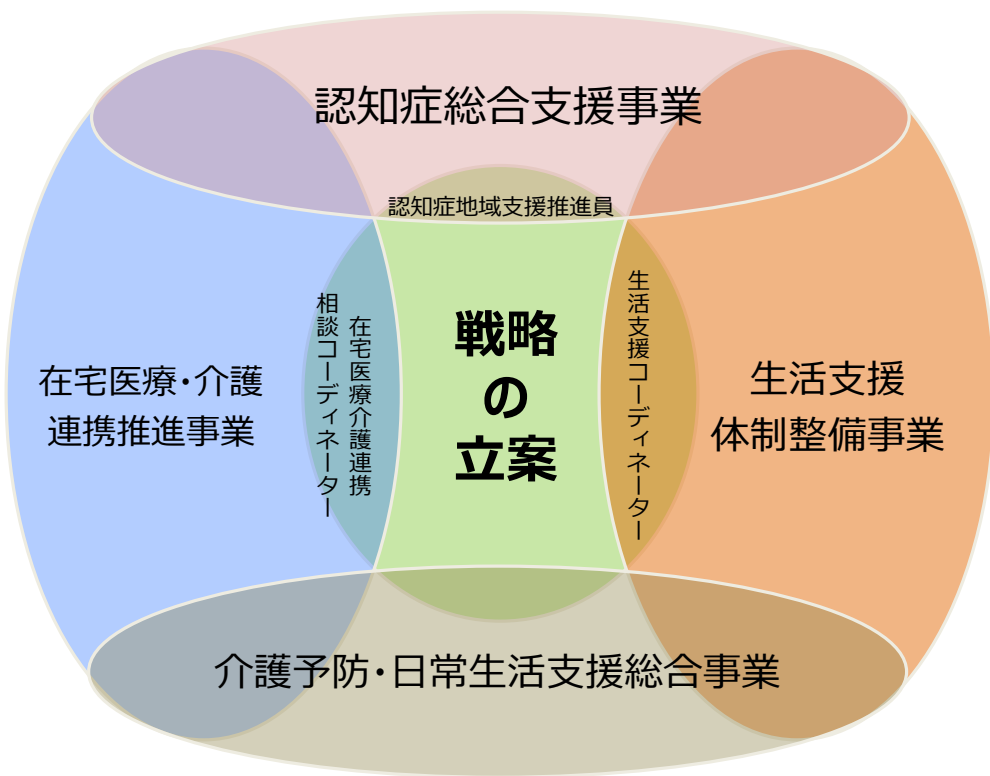 認知症総合支援事業
認知症地域支援推進員
在宅医療・介護
連携推進事業
在宅医療介護連携
相談コーディネーター
戦略
の
立案
生活支援コーディネーター
生活支援
体制整備事業
介護予防・日常生活支援総合事業